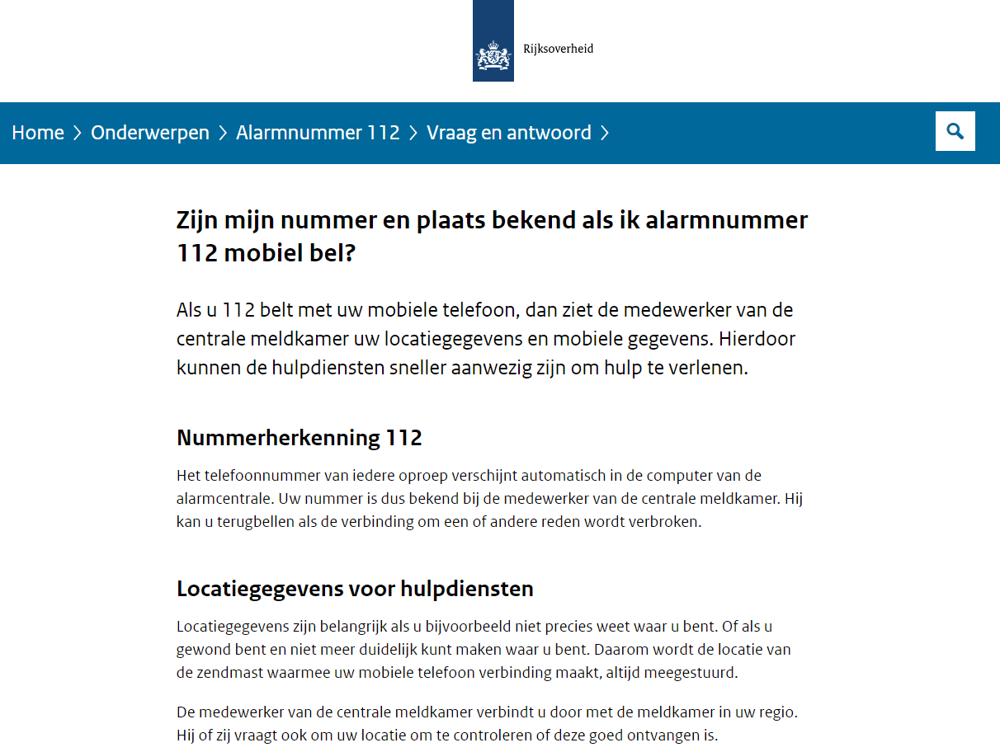 Rijksoverheid
Home > Onderwerpen > Alarmnummer 112 > Vraag en antwoord >
Zijn mijn nummer en plaats bekend als ik alarmnummer
112 mobiel bel?
Als u 112 belt met uw mobiele telefoon, dan ziet de medewerker van de
centrale meldkamer uw locatiegegevens en mobiele gegevens. Hierdoor
kunnen de hulpdiensten sneller aanwezig zijn om hulp te verlenen.
Nummerherkenning 112
Het telefoonnummer van iedere oproep verschijnt automatisch in de computer van de
alarmcentrale. Uw nummer is dus bekend bij de medewerker van de centrale meldkamer. Hij
kan u terugbellen als de verbinding om een of andere reden wordt verbroken.
Locatiegegevens voor hulpdiensten
Locatiegegevens zijn belangrijk als u bijvoorbeeld niet precies weet waar u bent. Of als u
gewond bent en niet meer duidelijk kunt maken waar u bent. Daarom wordt de locatie van
de zendmast waarmee uw mobiele telefoon verbinding maakt, altijd meegestuurd.
De medewerker van de centrale meldkamer verbindt u door met de meldkamer in uw regio.
Hij of zij vraagt ook om uw locatie om te controleren of deze goed ontvangen is.